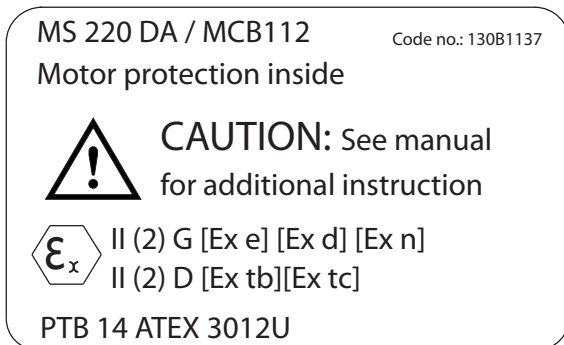 MS 220 DA / MCB112 Code no.: 130B1137
Motor protection inside
CAUTION: See manual
for additional instruction
εx II (2) G [Ex e] [Ex d] [Ex n]
II (2) D [Ex tb][Ex tc]
PTB 14 ATEX 3012U